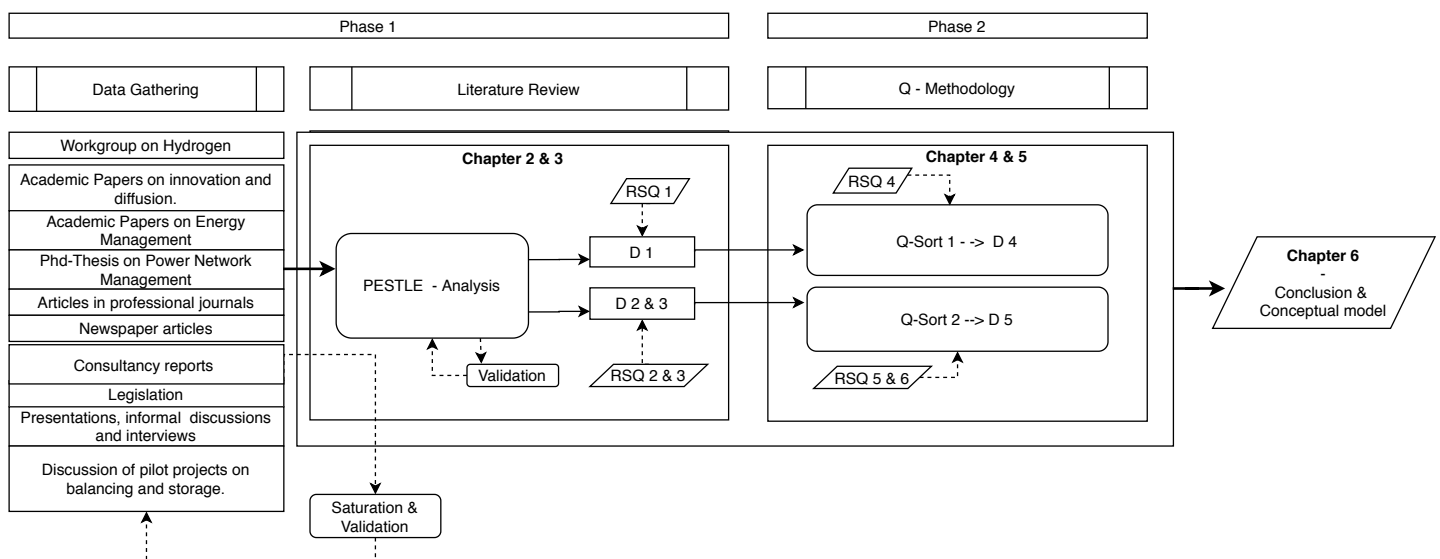 Phase 1
Phase 2
Data Gathering
Literature Review
Q - Methodology
Workgroup on Hydrogen
Academic Papers on innovation and
diffusion.
Academic Papers on Energy
Management
Phd-Thesis on Power Network
Management
Articles in professional journals
Newspaper articles
Consultancy reports
Legislation
Presentations, informal discussions
and interviews
Discussion of pilot projects on
balancing and storage.
Chapter 2 & 3
RSQ 1
D 1
PESTLE - Analysis
D 2 & 3
Validation
RSQ 2 & 3
Saturation &
Validation
Chapter 4 & 5
RSQ 4
Q-Sort 1 - --> D 4
Q-Sort 2 --> D 5
RSQ 5 & 6
Chapter 6
-
Conclusion &
Conceptual model